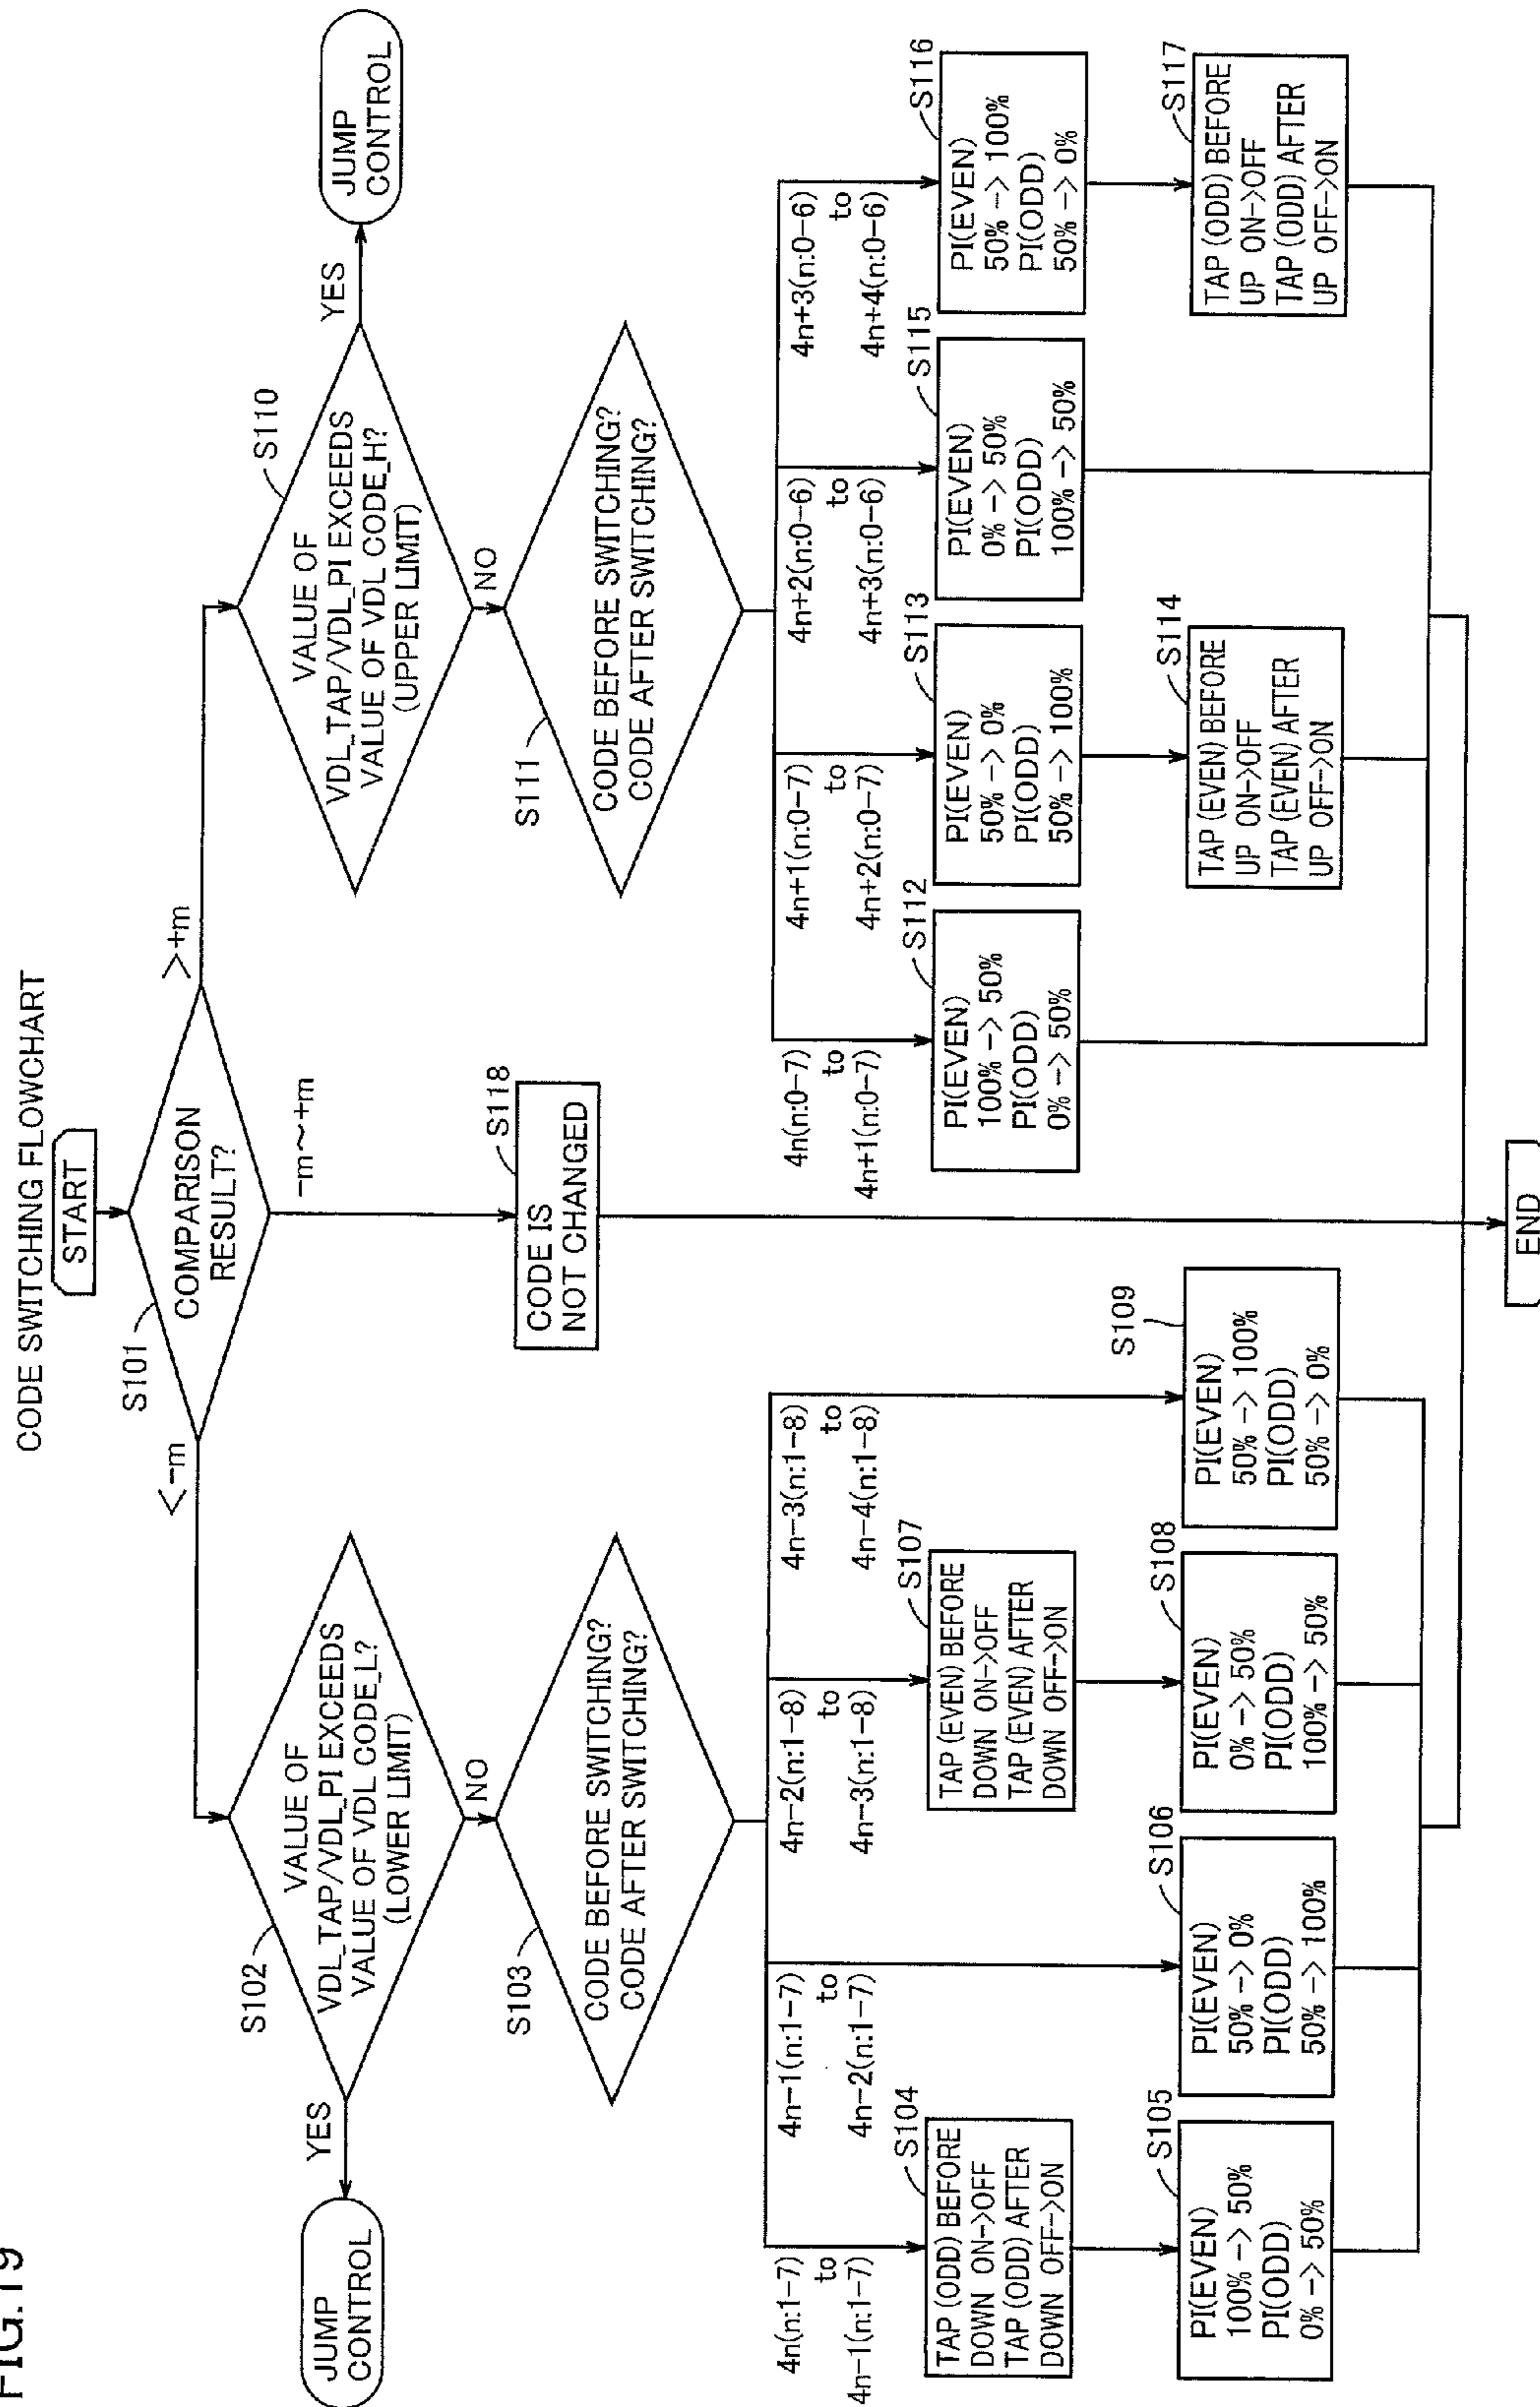 FIG.19
CODE SWITCHING FLOWCHART
START
S101
COMPARISON
RESULT?
<-m
>+m
-m~+m
S102
VALUE OF
VDL_TAP/VDL_PI EXCEEDS
VALUE OF VDL CODE_L?
(LOWER LIMIT)
YES
JUMP
CONTROL
NO
S103
CODE BEFORE SWITCHING?
CODE AFTER SWITCHING?
4n(n:1-7)
to
4n-1(n:1-7)
S104
TAP (ODD) BEFORE
DOWN ON->OFF
TAP (ODD) AFTER
DOWN OFF->ON
S105
PI(EVEN)
100% -> 50%
PI(ODD)
0% -> 50%
4n-1(n:1-7)
to
4n-2(n:1-7)
S106
PI(EVEN)
50% -> 0%
PI(ODD)
50% -> 100%
4n-2(n:1-8)
to
4n-3(n:1-8)
S107
TAP (EVEN) BEFORE
DOWN ON->OFF
TAP (EVEN) AFTER
DOWN OFF->ON
S108
PI(EVEN)
0% -> 50%
PI(ODD)
100% -> 50%
4n-3(n:1-8)
to
4n-4(n:1-8)
S109
PI(EVEN)
50% -> 100%
PI(ODD)
50% -> 0%
S118
CODE IS
NOT CHANGED
S110
VALUE OF
VDL_TAP/VDL_PI EXCEEDS
VALUE OF VDL CODE_H?
(UPPER LIMIT)
YES
JUMP
CONTROL
NO
S111
CODE BEFORE SWITCHING?
CODE AFTER SWITCHING?
4n(n:0-7)
to
4n+1(n:0-7)
S112
PI(EVEN)
100% -> 50%
PI(ODD)
0% -> 50%
4n+1(n:0-7)
to
4n+2(n:0-7)
S113
PI(EVEN)
50% -> 0%
PI(ODD)
50% -> 100%
S114
TAP (EVEN) BEFORE
UP ON->OFF
TAP (EVEN) AFTER
UP OFF->ON
4n+2(n:0-6)
to
4n+3(n:0-6)
S115
PI(EVEN)
0% -> 50%
PI(ODD)
100% -> 50%
4n+3(n:0-6)
to
4n+4(n:0-6)
S116
PI(EVEN)
50% -> 100%
PI(ODD)
50% -> 0%
S117
TAP (ODD) BEFORE
UP ON->OFF
TAP (ODD) AFTER
UP OFF->ON
END